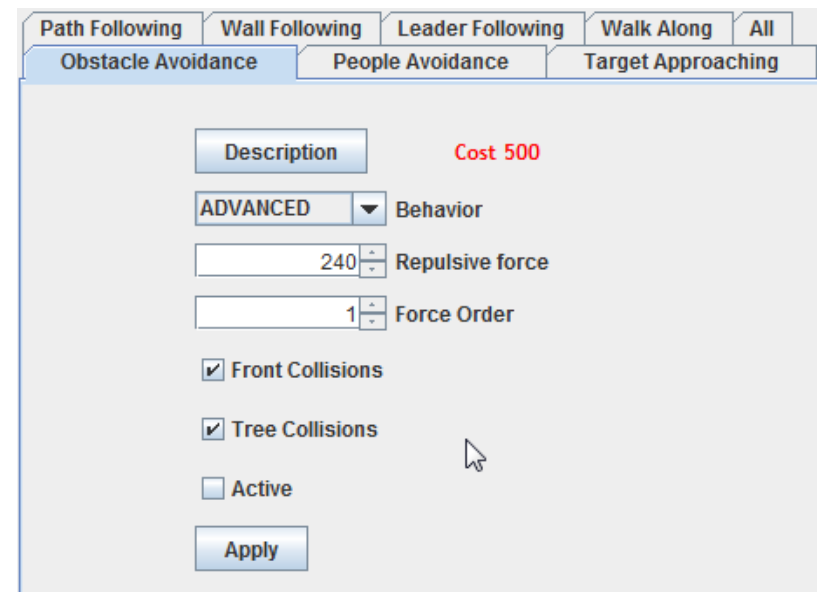 Path Following Wall Following Leader Following Walk Along All
Obstacle Avoidance People Avoidance Target Approaching
Description Cost 500
ADVANCED Behavior
240 Repulsive force
1 Force Order
Front Collisions
Tree Collisions
Active
Apply